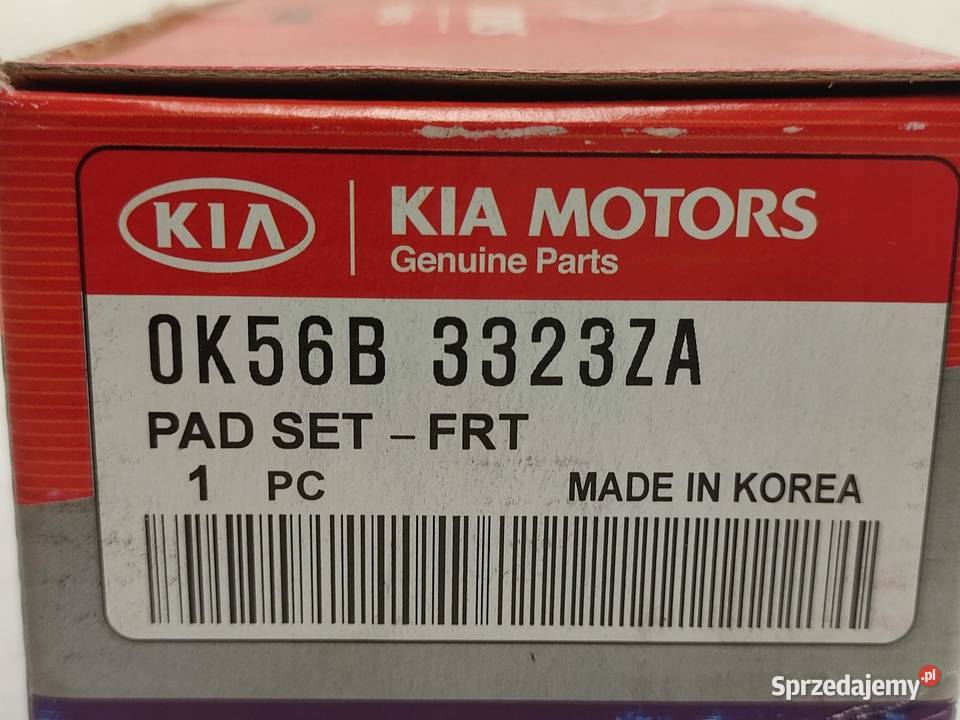 KIA
KIA MOTORS
Genuine Parts
0K56B 3323ZA
PAD SET – FRT
1 PC
MADE IN KOREA
Sprzedajemy.pl